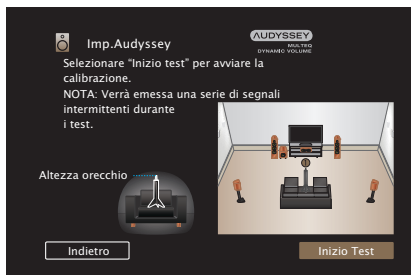 Imp.Audyssey
AUDYSSEY
MULTEQ
DYNAMIC VOLUME
Selezionare “Inizio test” per avviare la
calibrazione.
NOTA: Verrà emessa una serie di segnali
intermittenti durante
i test.
Altezza orecchio
Indietro
Inizio Test